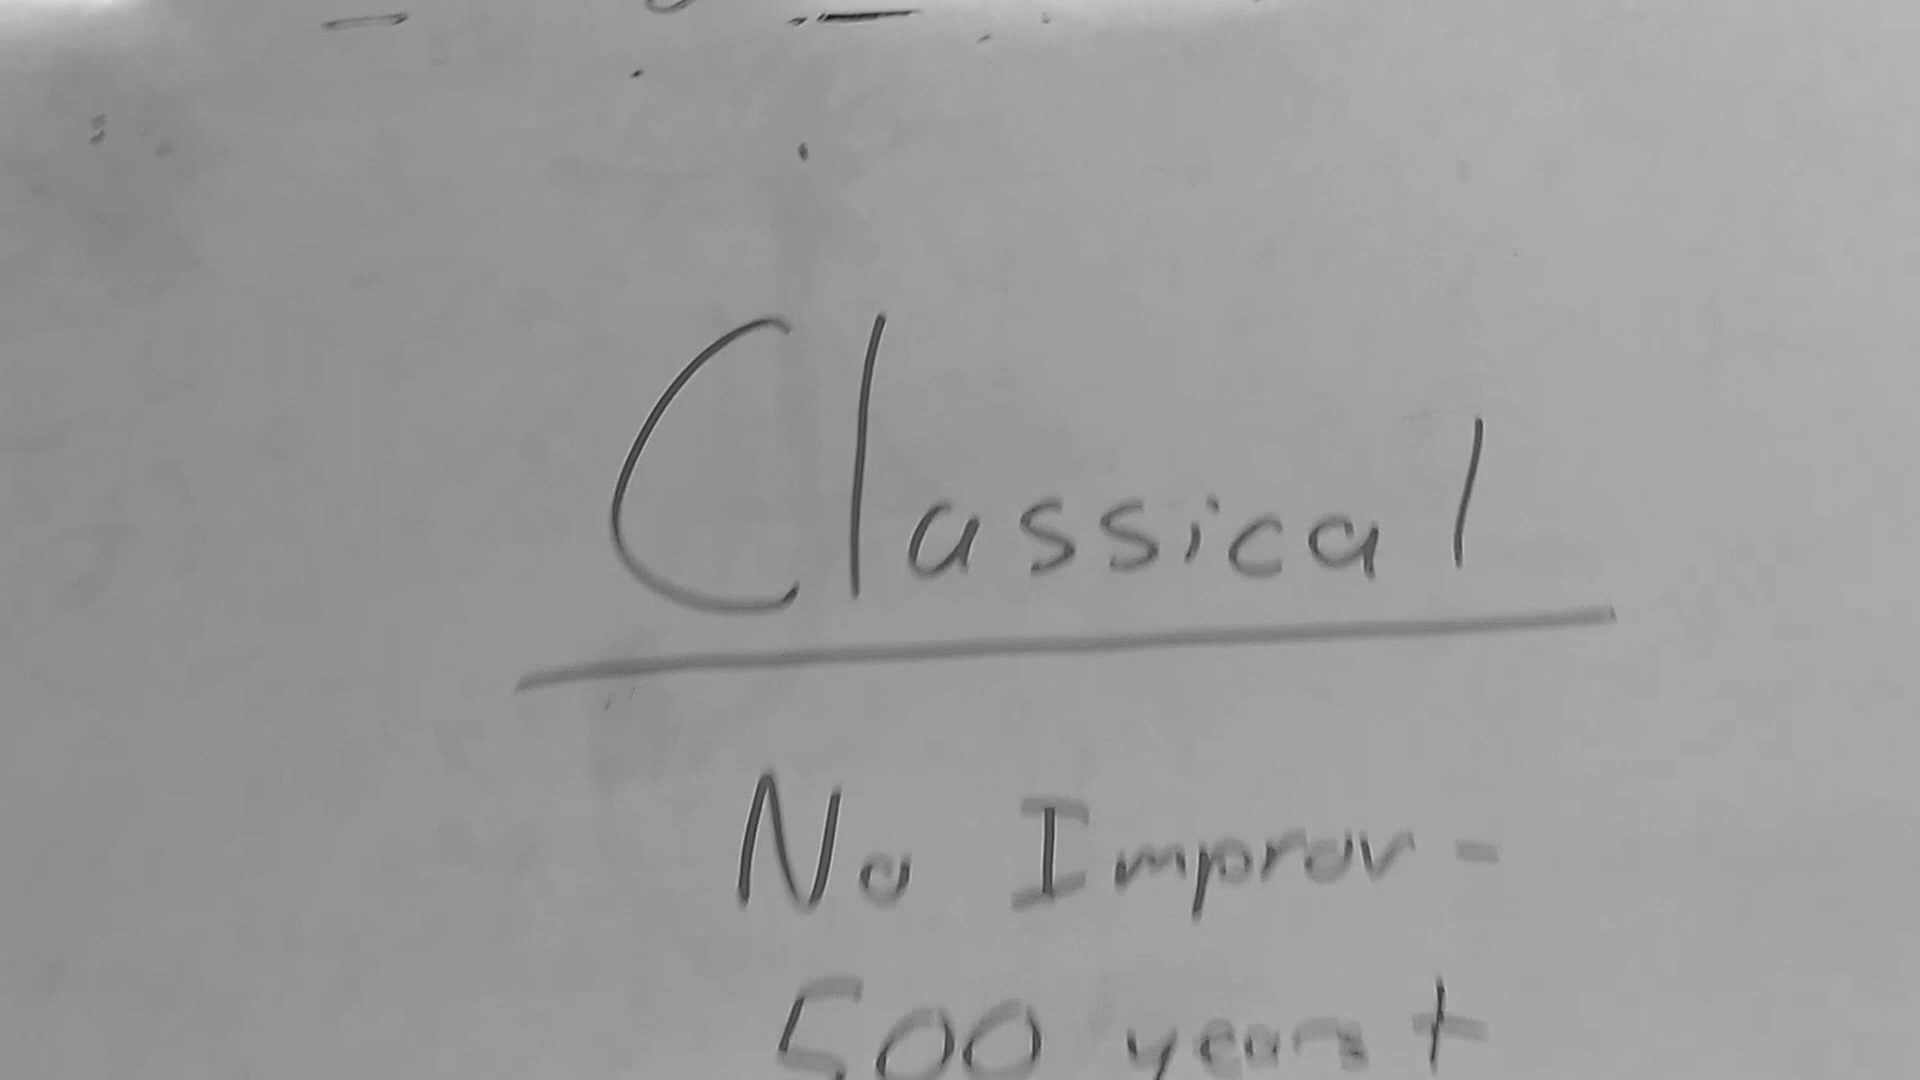 Classical
No Improv -
500 years +